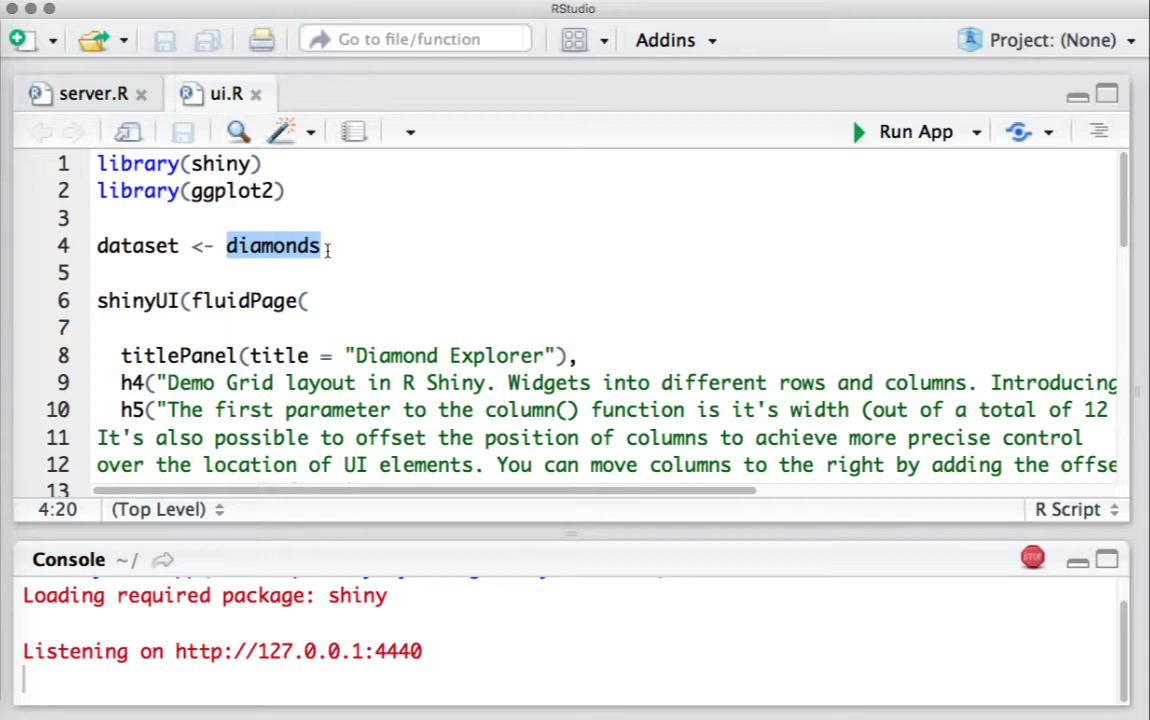 RStudio
Go to file/function
Addins
Project: (None)
server.R
ui.R
Run App
1 library(shiny)
2 library(ggplot2)
3
4 dataset <- diamonds
5
6 shinyUI(fluidPage(
7
8 titlePanel(title = "Diamond Explorer"),
9 h4("Demo Grid layout in R Shiny. Widgets into different rows and columns. Introducing
10 h5("The first parameter to the column() function is it's width (out of a total of 12
11 It's also possible to offset the position of columns to achieve more precise control
12 over the location of UI elements. You can move columns to the right by adding the offse
13
4:20 (Top Level) R Script
Console ~/
Loading required package: shiny
Listening on http://127.0.0.1:4440